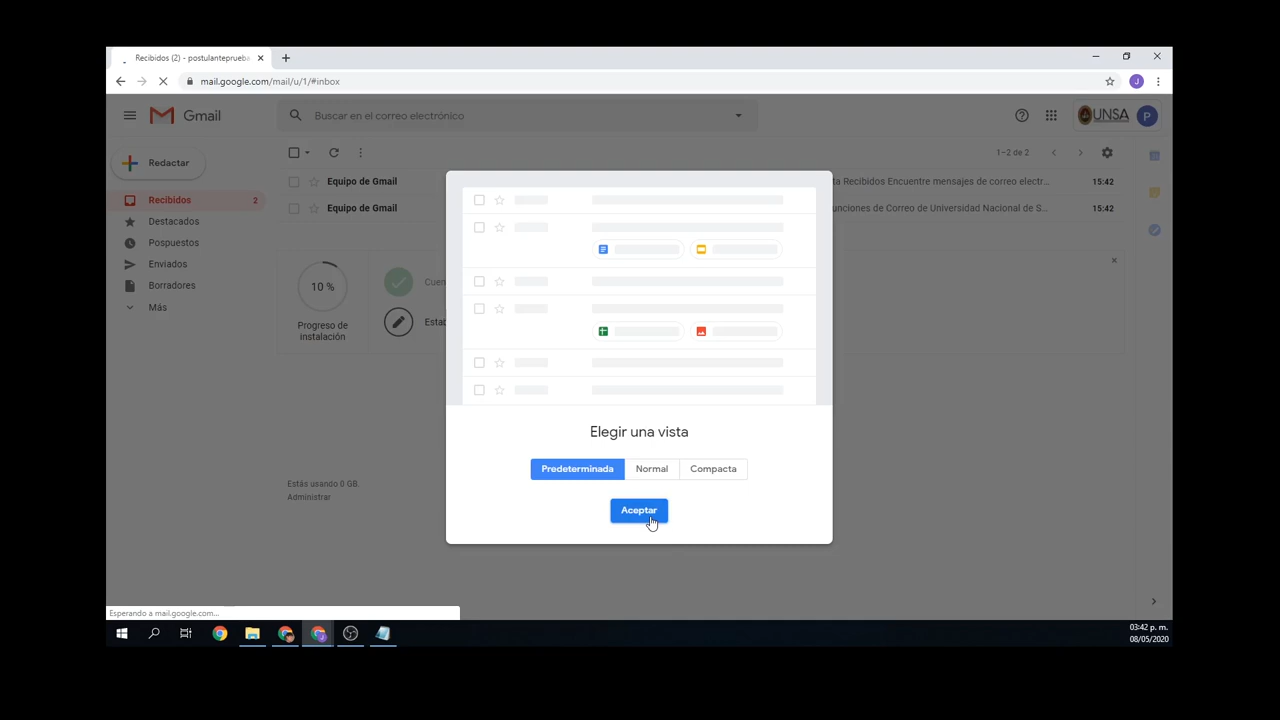 Recibidos (2) - postulanteprueba
mail.google.com/mail/u/1/#inbox
J
Gmail
Buscar en el correo electrónico
UNSA
P
Redactar
1–2 de 2
Recibidos 2
Equipo de Gmail
Recibidos Encuentre mensajes de correo electr... 15:42
Equipo de Gmail
unciones de Correo de Universidad Nacional de S... 15:42
Destacados
Pospuestos
Enviados
Borradores
Más
10 %
Progreso de
instalación
Cuen
Estab
Elegir una vista
Predeterminada Normal Compacta
Aceptar
Estás usando 0 GB.
Administrar
Esperando a mail.google.com...
03:42 p. m.
08/05/2020